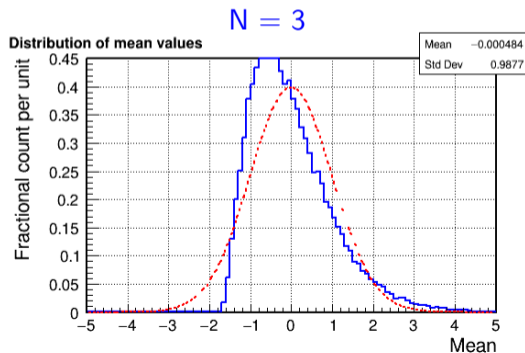 N = 3
Distribution of mean values
Mean −0.000484
Std Dev 0.9877
Fractional count per unit
0.45
0.4
0.35
0.3
0.25
0.2
0.15
0.1
0.05
0
−5 −4 −3 −2 −1 0 1 2 3 4 5
Mean